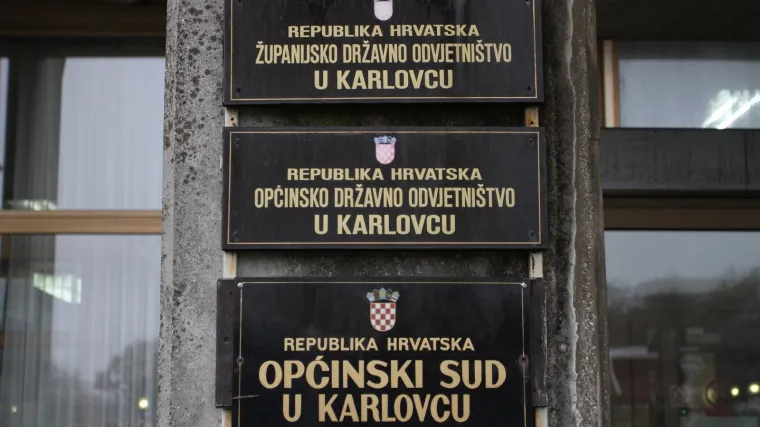 REPUBLIKA HRVATSKA
ŽUPANIJSKO DRŽAVNO ODVJETNIŠTVO
U KARLOVCU
REPUBLIKA HRVATSKA
OPĆINSKO DRŽAVNO ODVJETNIŠTVO
U KARLOVCU
REPUBLIKA HRVATSKA
OPĆINSKI SUD
U KARLOVCU